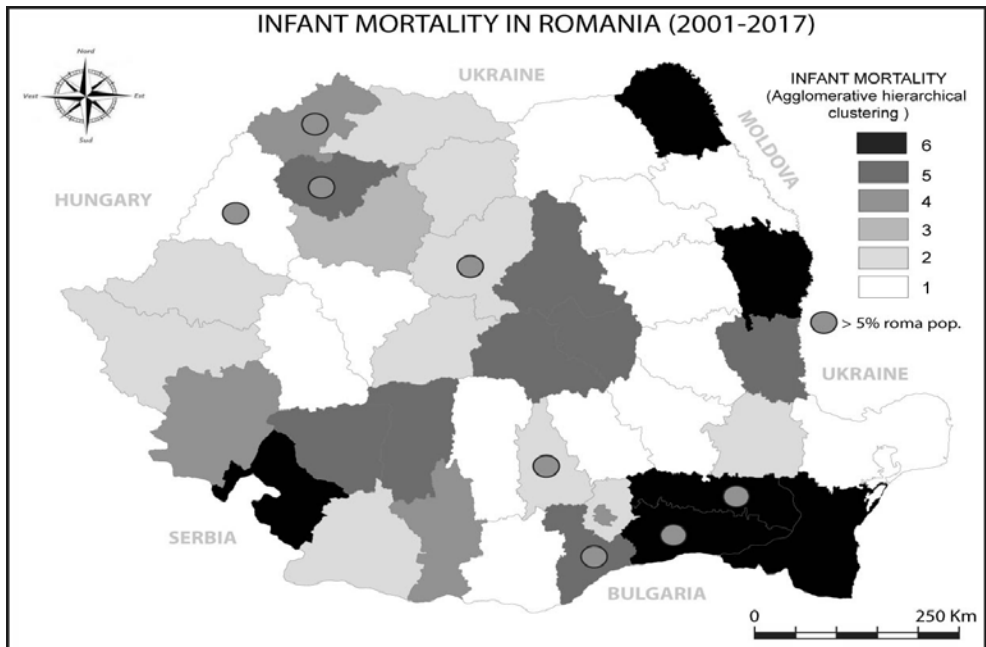 INFANT MORTALITY IN ROMANIA (2001-2017)
Nord
Vest
Est
Sud
UKRAINE
INFANT MORTALITY
(Agglomerative hierarchical
clustering )
6
5
4
3
2
1
> 5% roma pop.
MOLDOVA
HUNGARY
UKRAINE
SERBIA
BULGARIA
0
250 Km